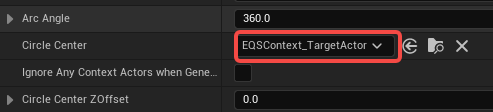 Arc Angle 360.0
Circle Center EQSContext_TargetActor
Ignore Any Context Actors when Gene...
Circle Center ZOffset 0.0